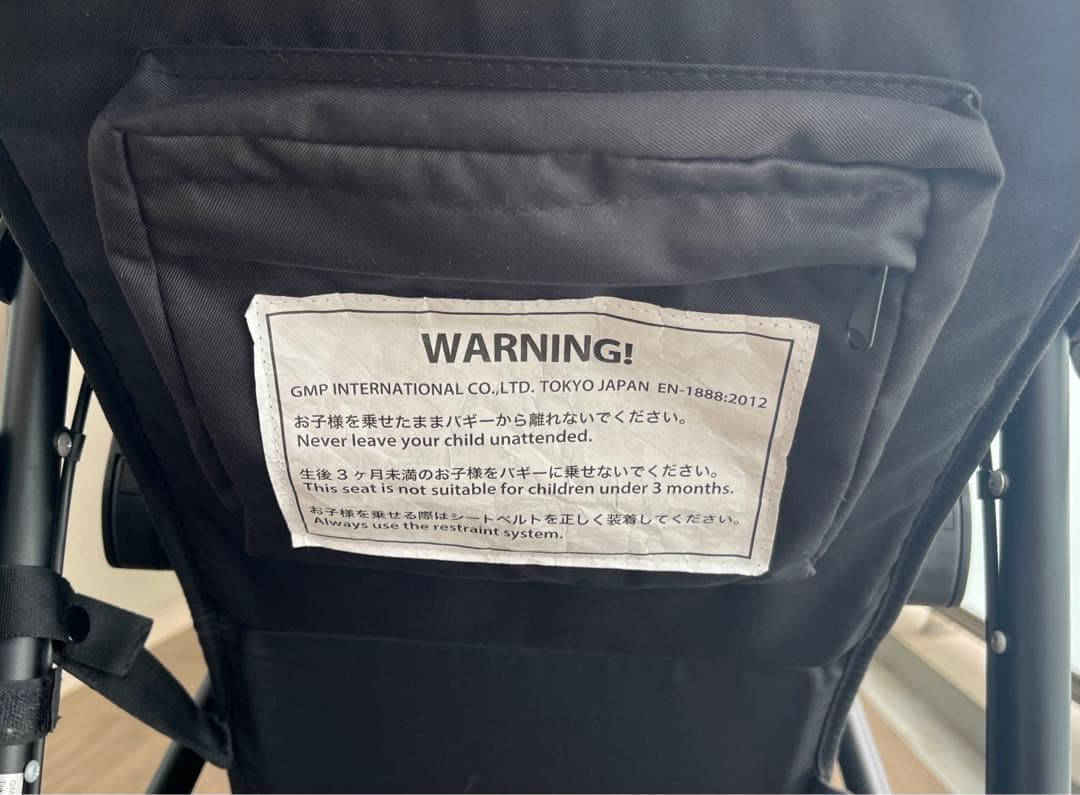 WARNING!
GMP INTERNATIONAL CO.,LTD. TOKYO JAPAN EN-1888:2012
お子様を乗せたままバギーから離れないでください。
Never leave your child unattended.
生後3ヶ月未満のお子様をバギーに乗せないでください。
This seat is not suitable for children under 3 months.
お子様を乗せる際はシートベルトを正しく装着してください。
Always use the restraint system.